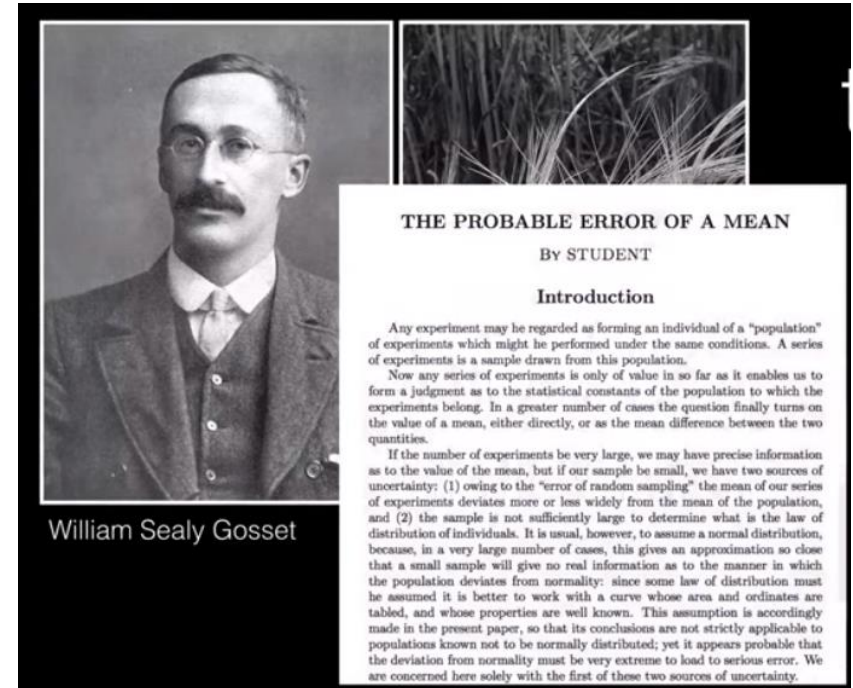 t
THE PROBABLE ERROR OF A MEAN
BY STUDENT
Introduction
Any experiment may be regarded as forming an individual of a "population"
of experiments which might be performed under the same conditions. A series
of experiments is a sample drawn from this population.
Now any series of experiments is only of value in so far as it enables us to
form a judgment as to the statistical constants of the population to which the
experiments belong. In a greater number of cases the question finally turns on
the value of a mean, either directly, or as the mean difference between the two
quantities.
If the number of experiments be very large, we may have precise information
as to the value of the mean, but if our sample be small, we have two sources of
uncertainty: (1) owing to the "error of random sampling" the mean of our series
of experiments deviates more or less widely from the mean of the population,
and (2) the sample is not sufficiently large to determine what is the law of
distribution of individuals. It is usual, however, to assume a normal distribution,
because, in a very large number of cases, this gives an approximation so close
that a small sample will give no real information as to the manner in which
the population deviates from normality: since some law of distribution must
he assumed it is better to work with a curve whose area and ordinates are
tabled, and whose properties are well known. This assumption is accordingly
made in the present paper, so that its conclusions are not strictly applicable to
populations known not to be normally distributed; yet it appears probable that
the deviation from normality must be very extreme to load to serious error. We
are concerned here solely with the first of these two sources of uncertainty.
William Sealy Gosset